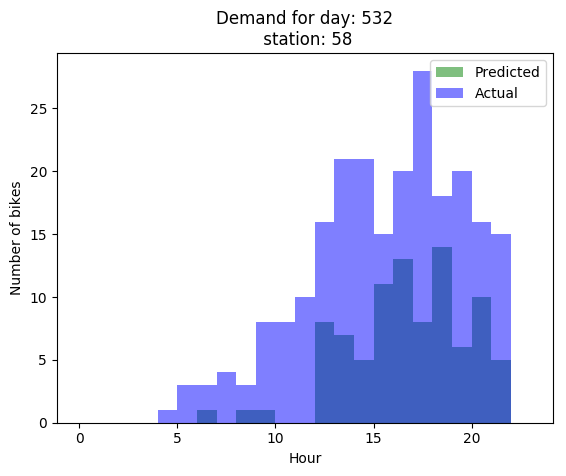 Demand for day: 532
station: 58
Predicted
Actual
Number of bikes
25
20
15
10
5
0
0
5
10
15
20
Hour